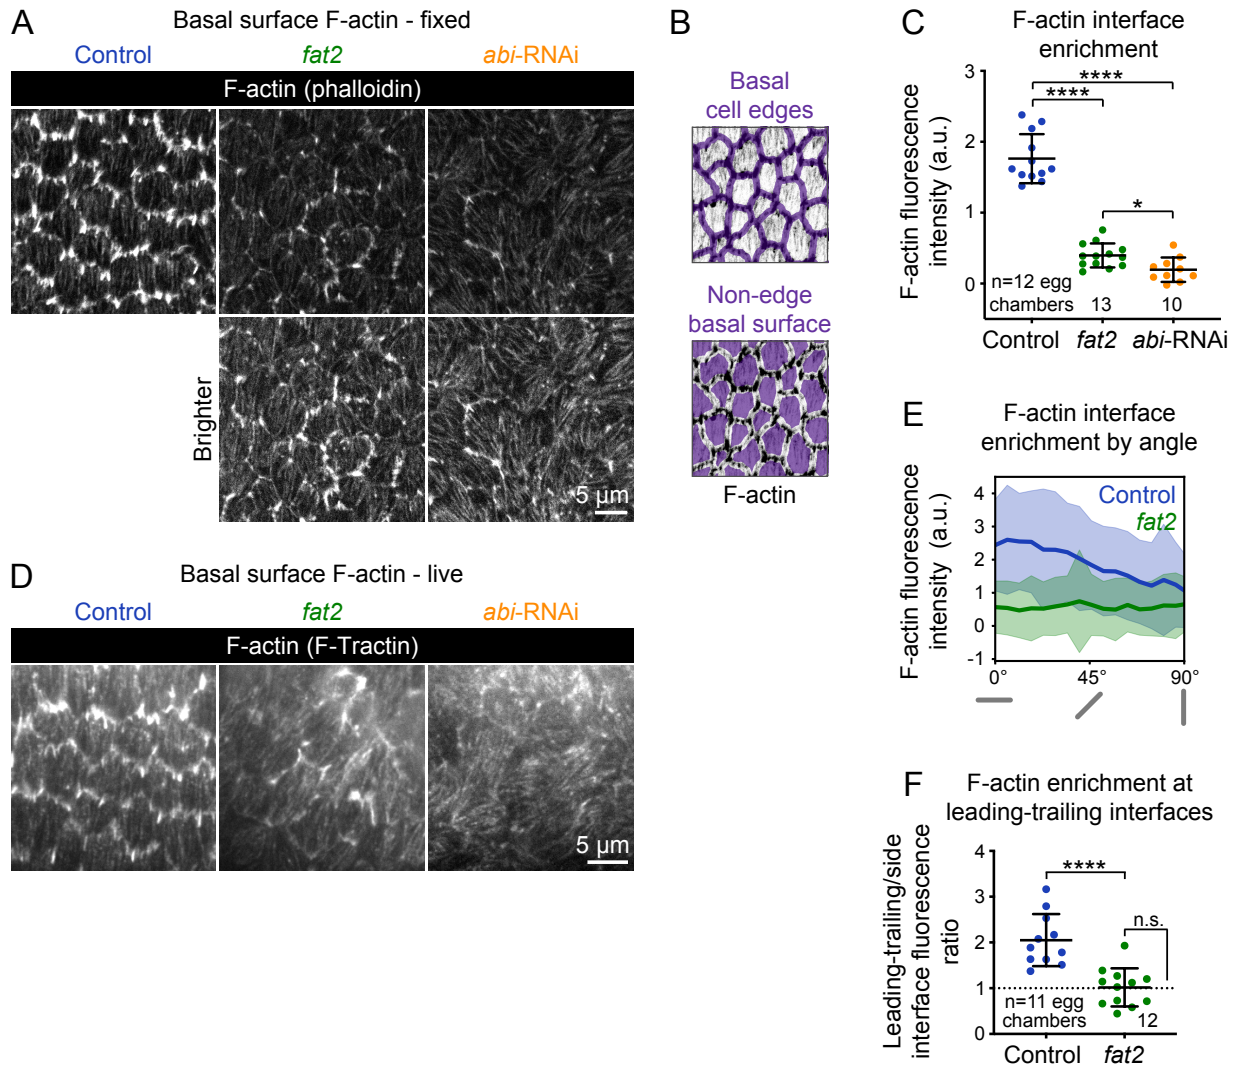 A
Basal surface F-actin - fixed
Control
fat2
abi-RNAi
F-actin (phalloidin)
Brighter
5 µm
B
Basal
cell edges
Non-edge
basal surface
F-actin
C
F-actin interface
enrichment
F-actin fluorescence
intensity (a.u.)
3
2
1
0
****
****
*
n=12 egg
chambers
13
10
Control
fat2
abi-RNAi
D
Basal surface F-actin - live
Control
fat2
abi-RNAi
F-actin (F-Tractin)
5 µm
E
F-actin interface
enrichment by angle
F-actin fluorescence
intensity (a.u.)
4
3
2
1
0
-1
Control
fat2
0°
45°
90°
F
F-actin enrichment at
leading-trailing interfaces
Leading-trailing/side
interface fluorescence
ratio
4
3
2
1
0
****
n.s.
n=11 egg
chambers
12
Control
fat2